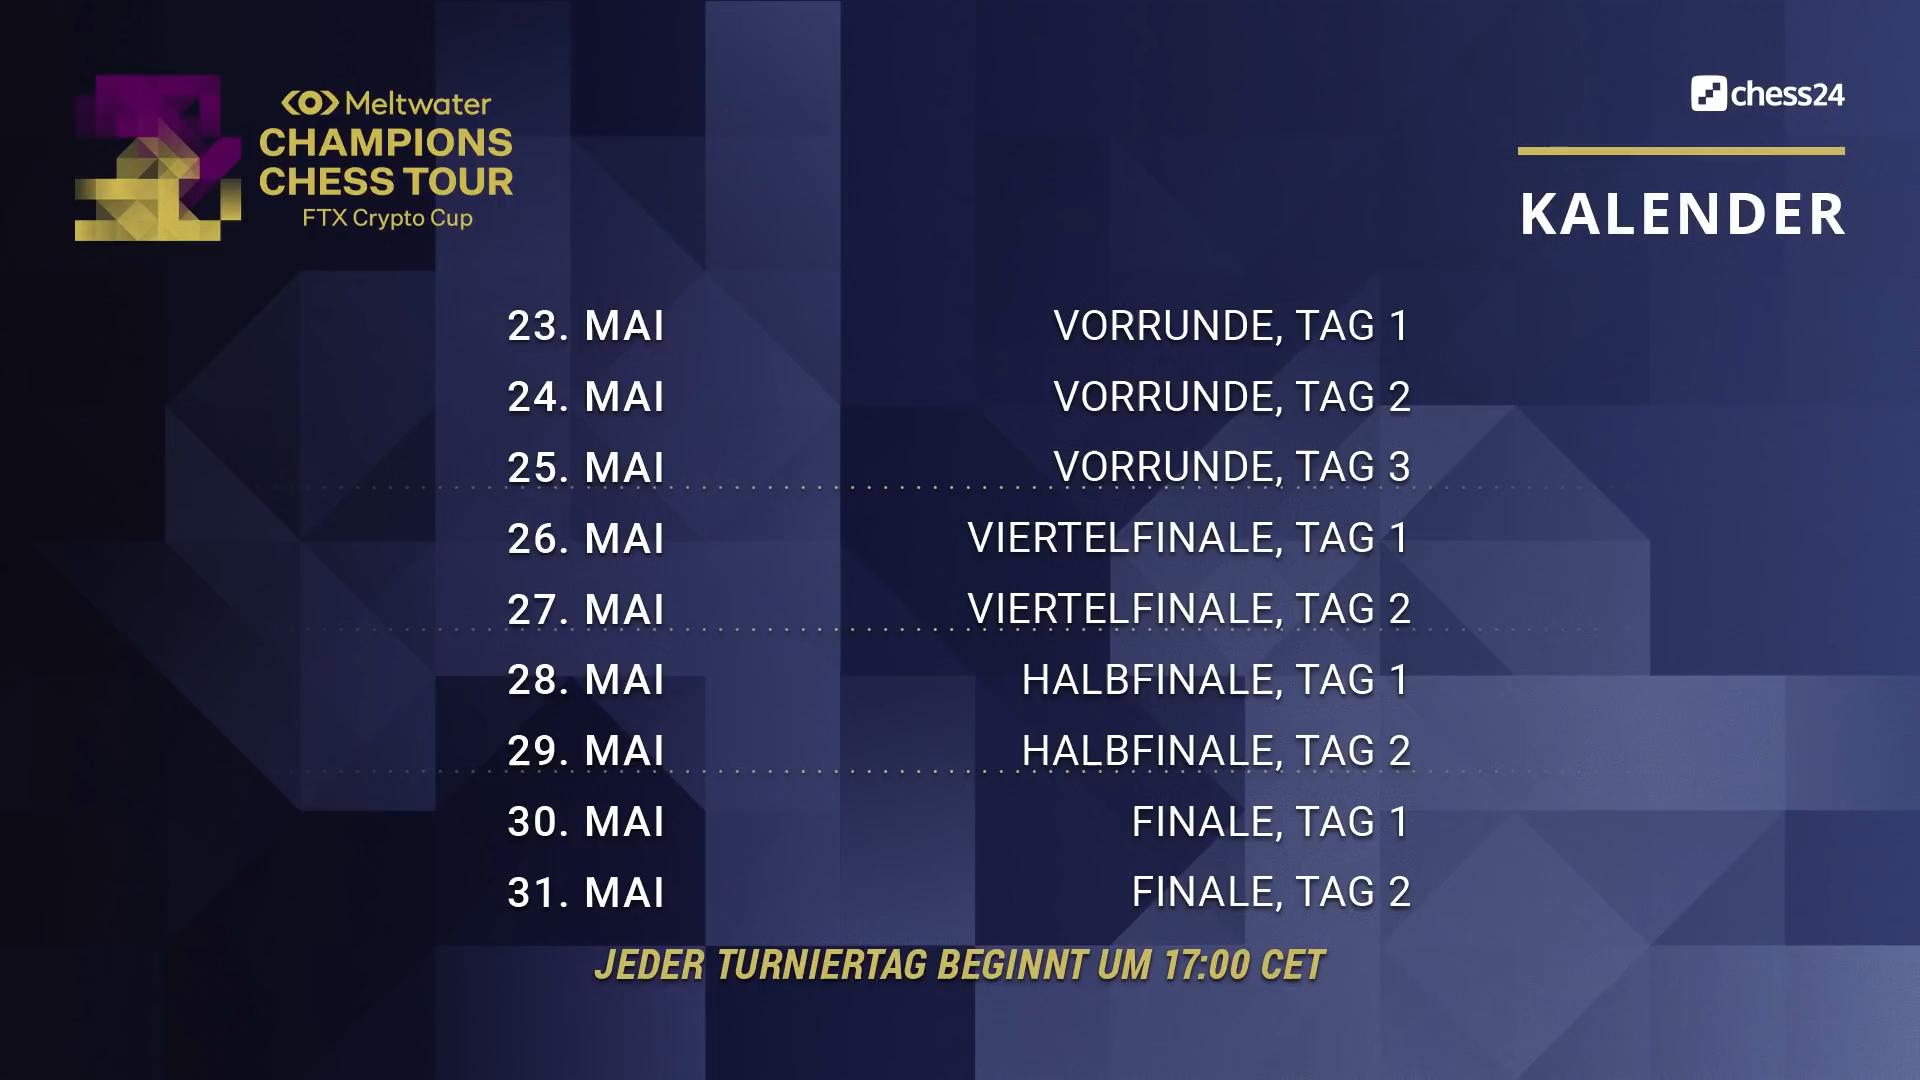 Meltwater
CHAMPIONS
CHESS TOUR
FTX Crypto Cup
chess24
KALENDER
23. MAI VORRUNDE, TAG 1
24. MAI VORRUNDE, TAG 2
25. MAI VORRUNDE, TAG 3
26. MAI VIERTELFINALE, TAG 1
27. MAI VIERTELFINALE, TAG 2
28. MAI HALBFINALE, TAG 1
29. MAI HALBFINALE, TAG 2
30. MAI FINALE, TAG 1
31. MAI FINALE, TAG 2
JEDER TURNIERTAG BEGINNT UM 17:00 CET